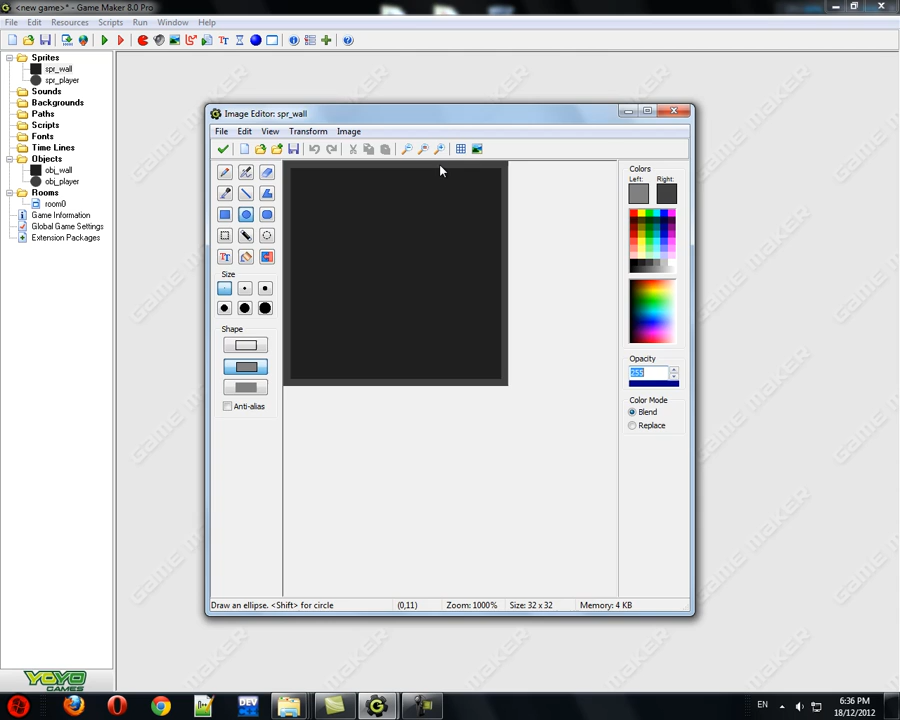 <new game>* - Game Maker 8.0 Pro
File Edit Resources Scripts Run Window Help
Sprites
spr_wall
spr_player
Sounds
Backgrounds
Paths
Scripts
Fonts
Time Lines
Objects
obj_wall
obj_player
Rooms
room0
Game Information
Global Game Settings
Extension Packages
Image Editor: spr_wall
File Edit View Transform Image
Size
Shape
Anti-alias
Colors
Left: Right:
Opacity
255
Color Mode
Blend
Replace
Draw an ellipse. <Shift> for circle (0,11) Zoom: 1000% Size: 32 x 32 Memory: 4 KB
GAME MAKER
YOYO
GAMES
DEV
EN
6:36 PM
18/12/2012